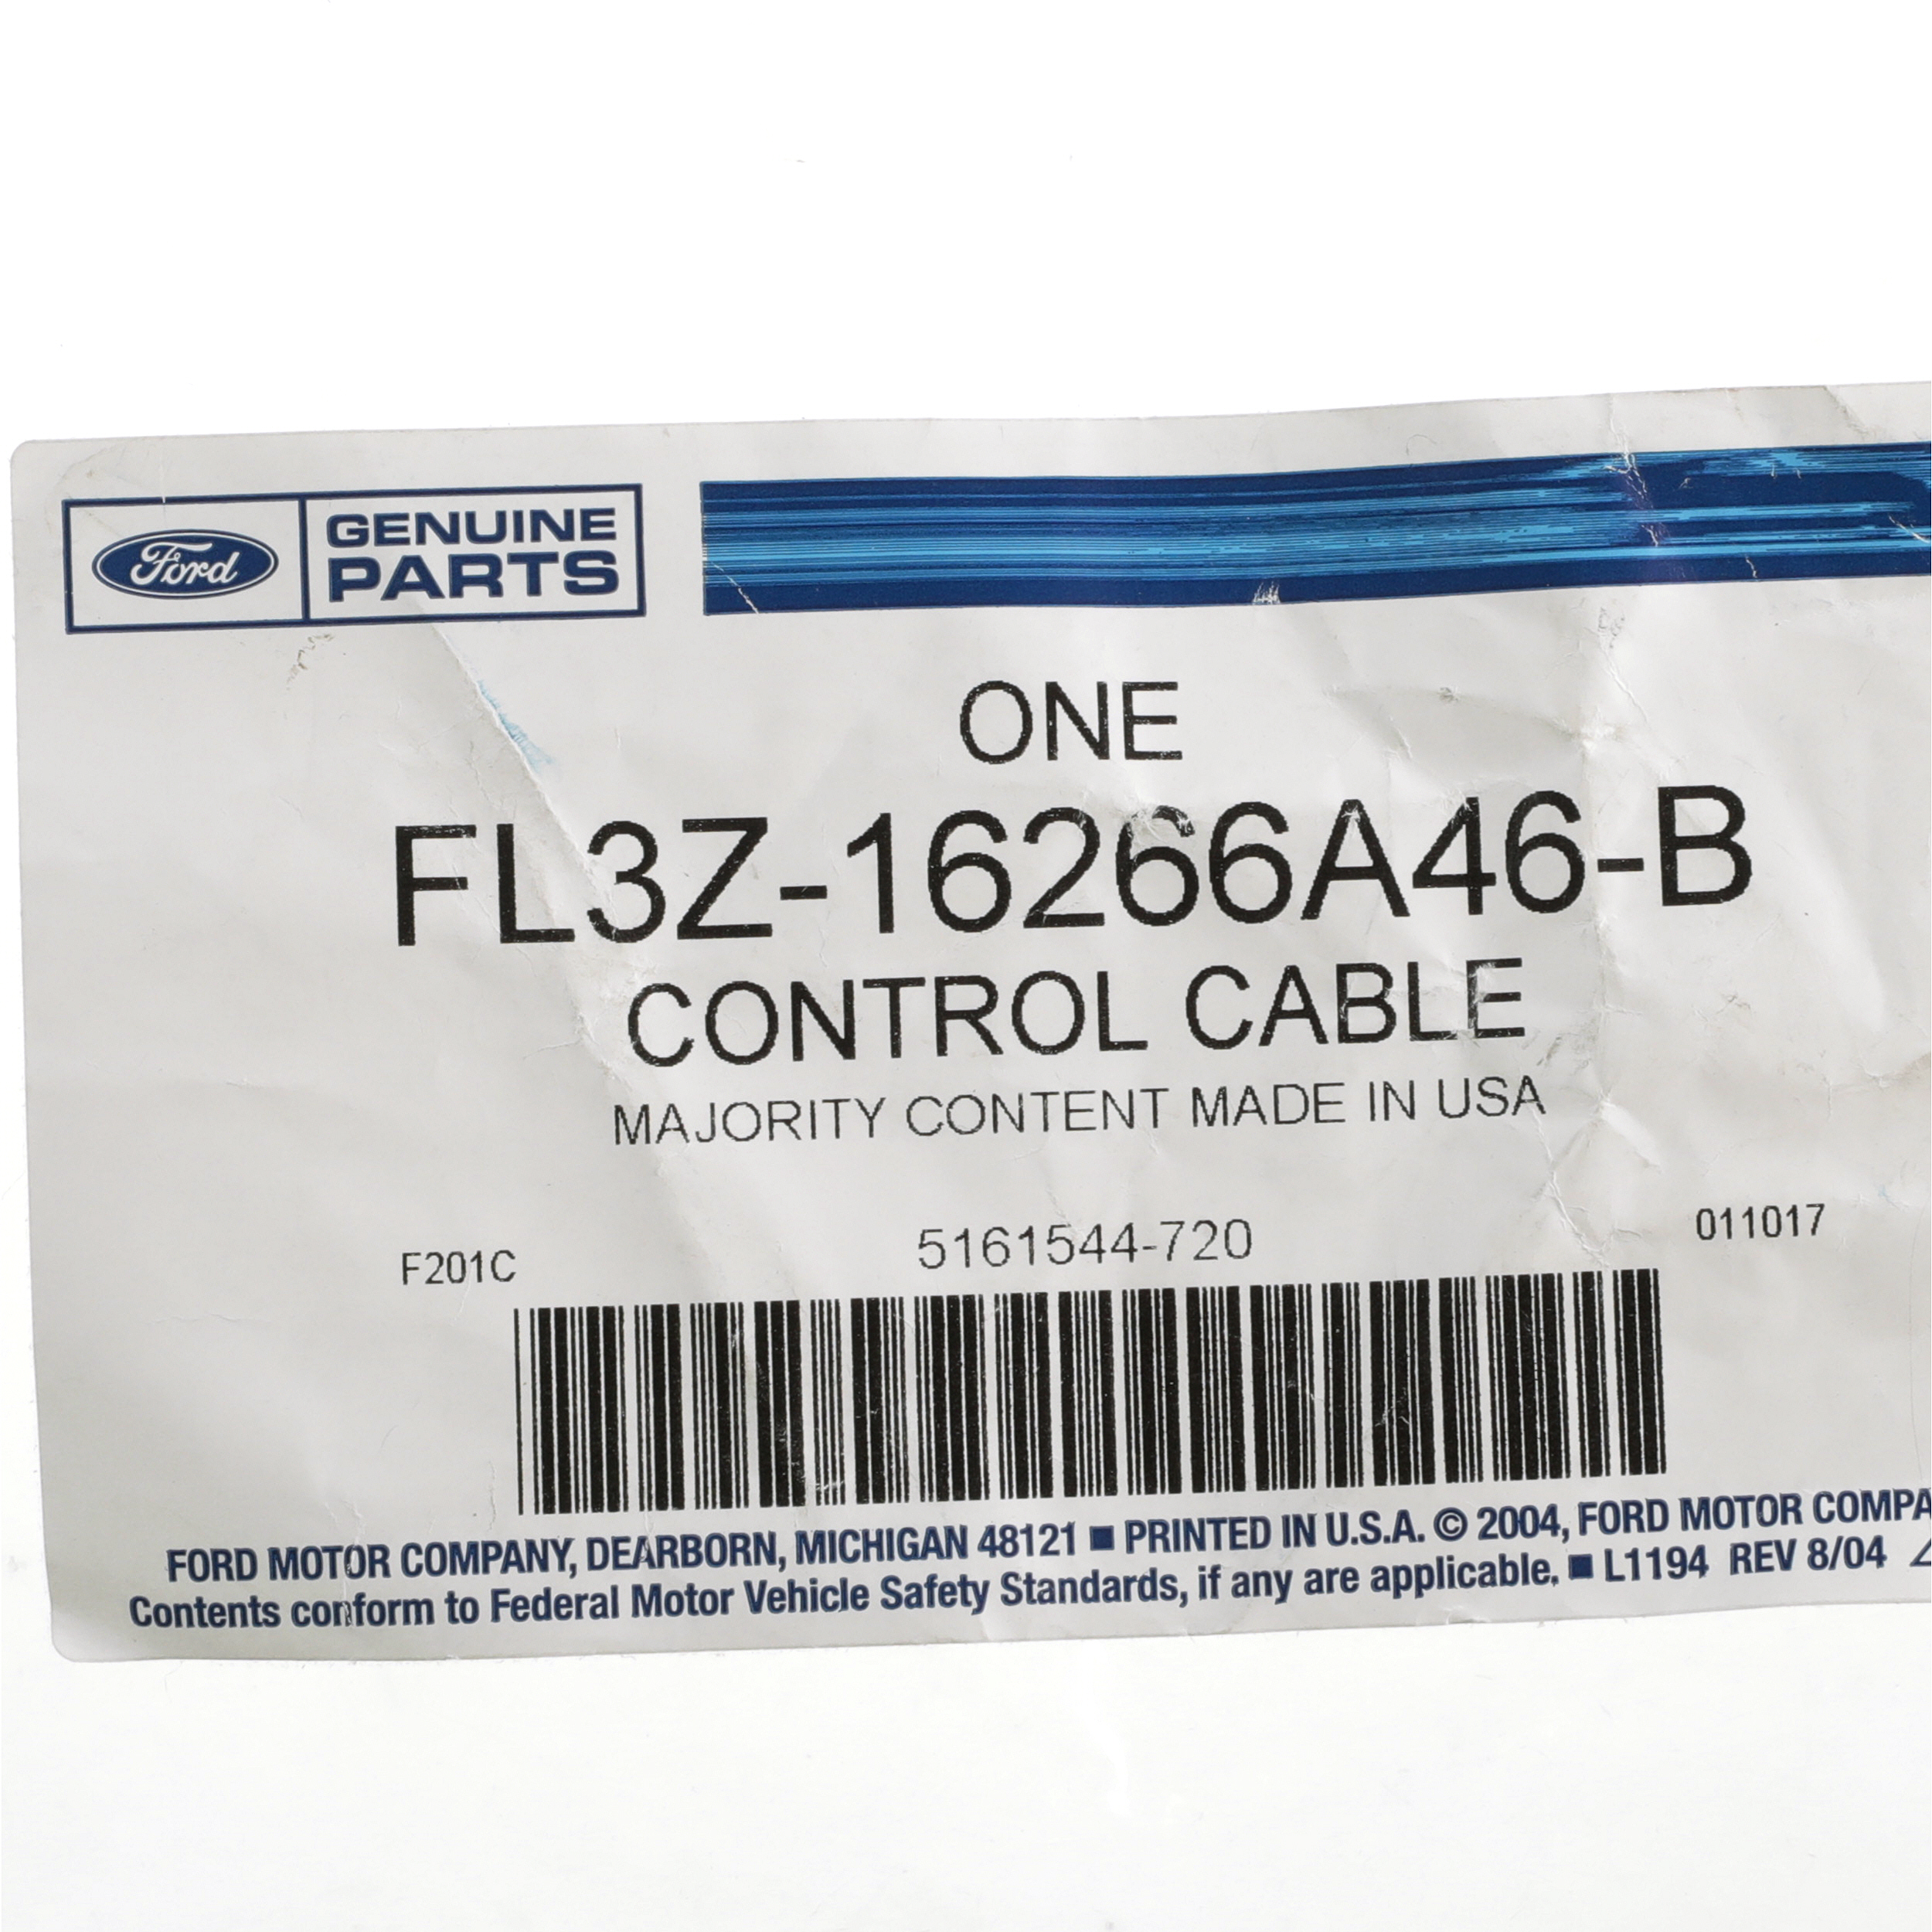 Ford
GENUINE
PARTS
ONE
FL3Z-16266A46-B
CONTROL CABLE
MAJORITY CONTENT MADE IN USA
F201C 5161544-720 011017
FORD MOTOR COMPANY, DEARBORN, MICHIGAN 48121 ■ PRINTED IN U.S.A. © 2004, FORD MOTOR COMPA
Contents conform to Federal Motor Vehicle Safety Standards, if any are applicable. ■ L1194 REV 8/04